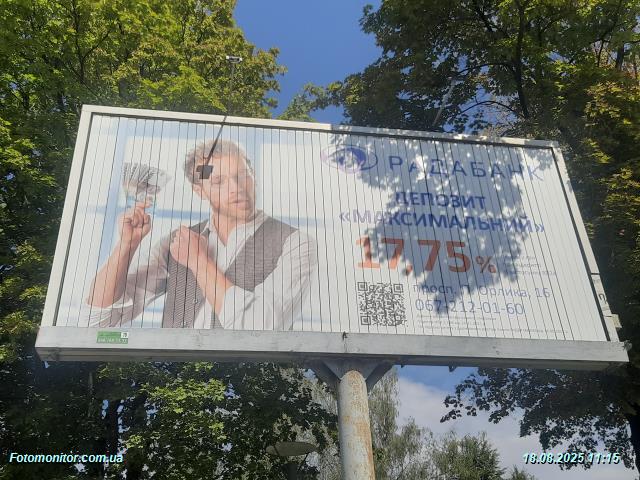 РАДАБАНК
ДЕПОЗИТ
«МАКСИМАЛЬНИЙ»
17,75%
просп. П. Орлика, 16
067-212-01-60
Fotomonitor.com.ua
18.08.2025 11:15